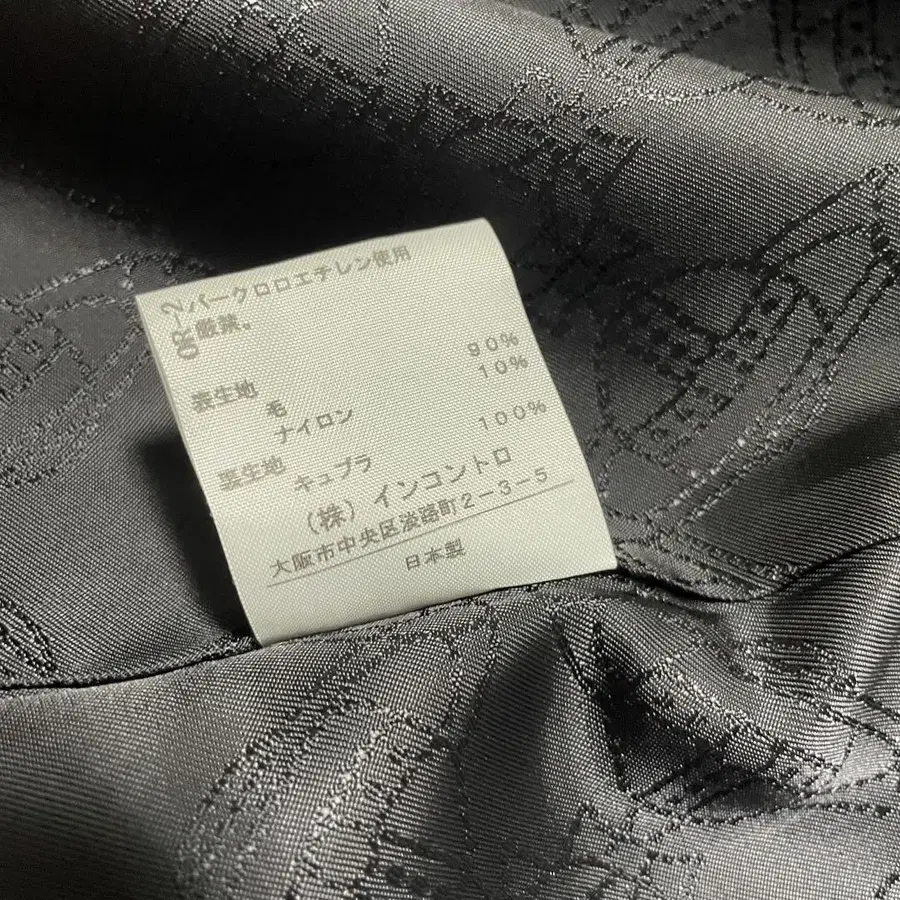 OR-2
パークロロエチレン使用
厳禁。
表生地
毛 90%
ナイロン 10%
裏生地
キュプラ 100%
(株)インコントロ
大阪市中央区淡路町2-3-5
日本製